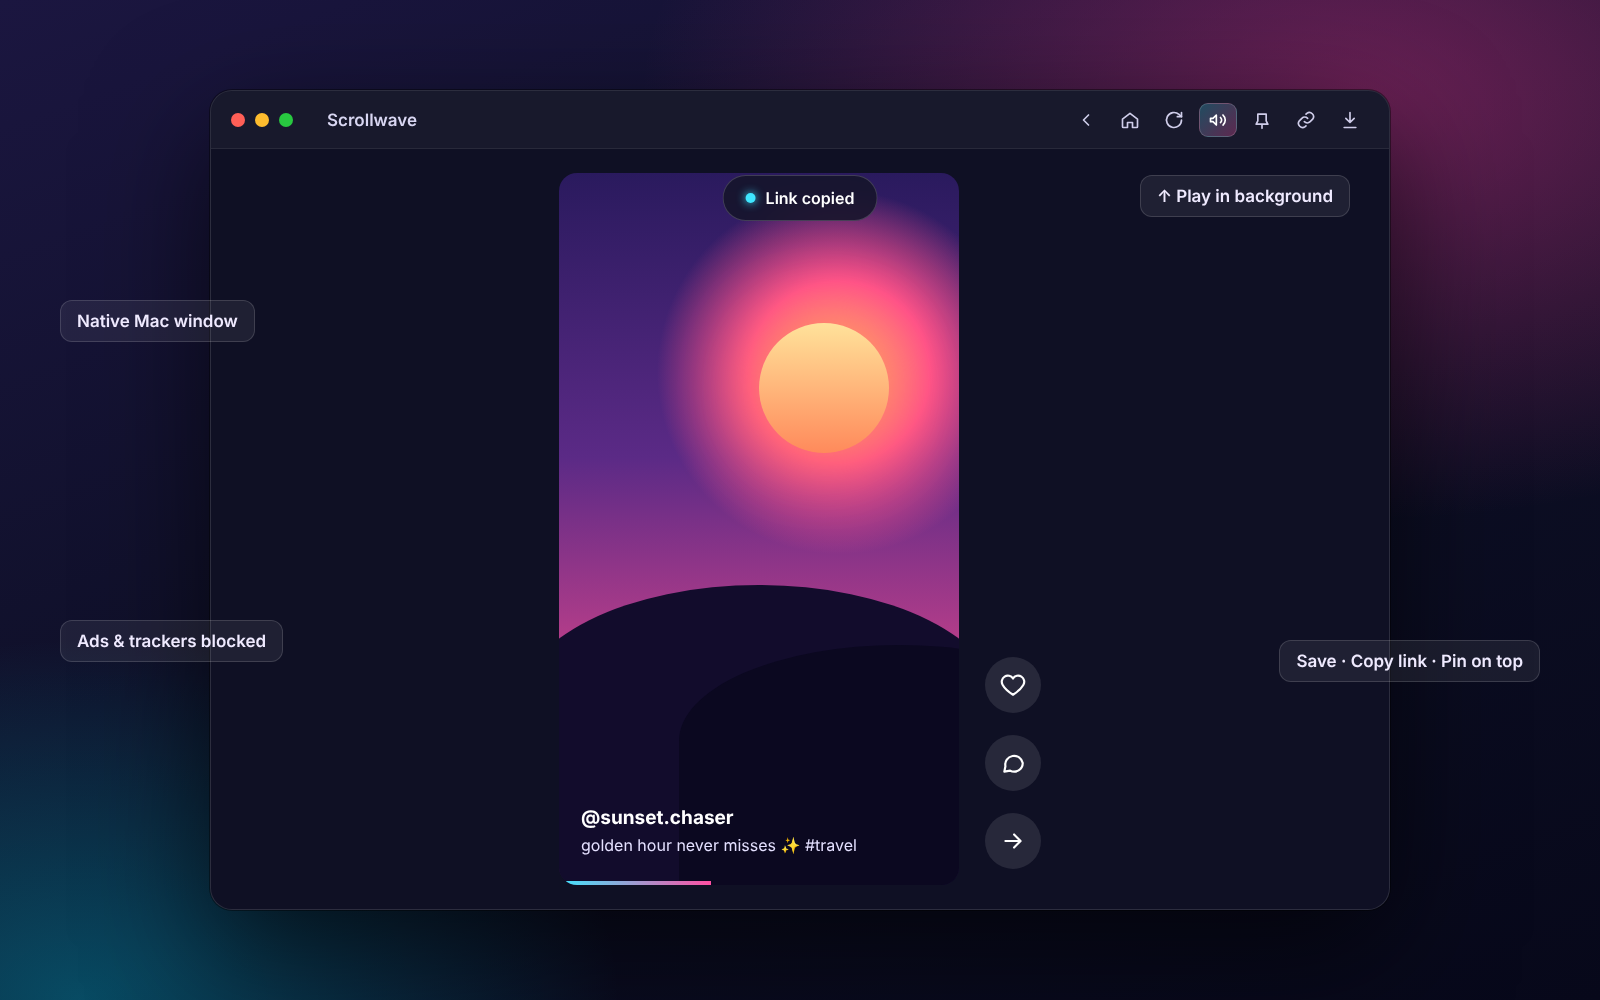 Scrollwave
Link copied
↑ Play in background
Native Mac window
Ads & trackers blocked
Save · Copy link · Pin on top
@sunset.chaser
golden hour never misses ✨ #travel